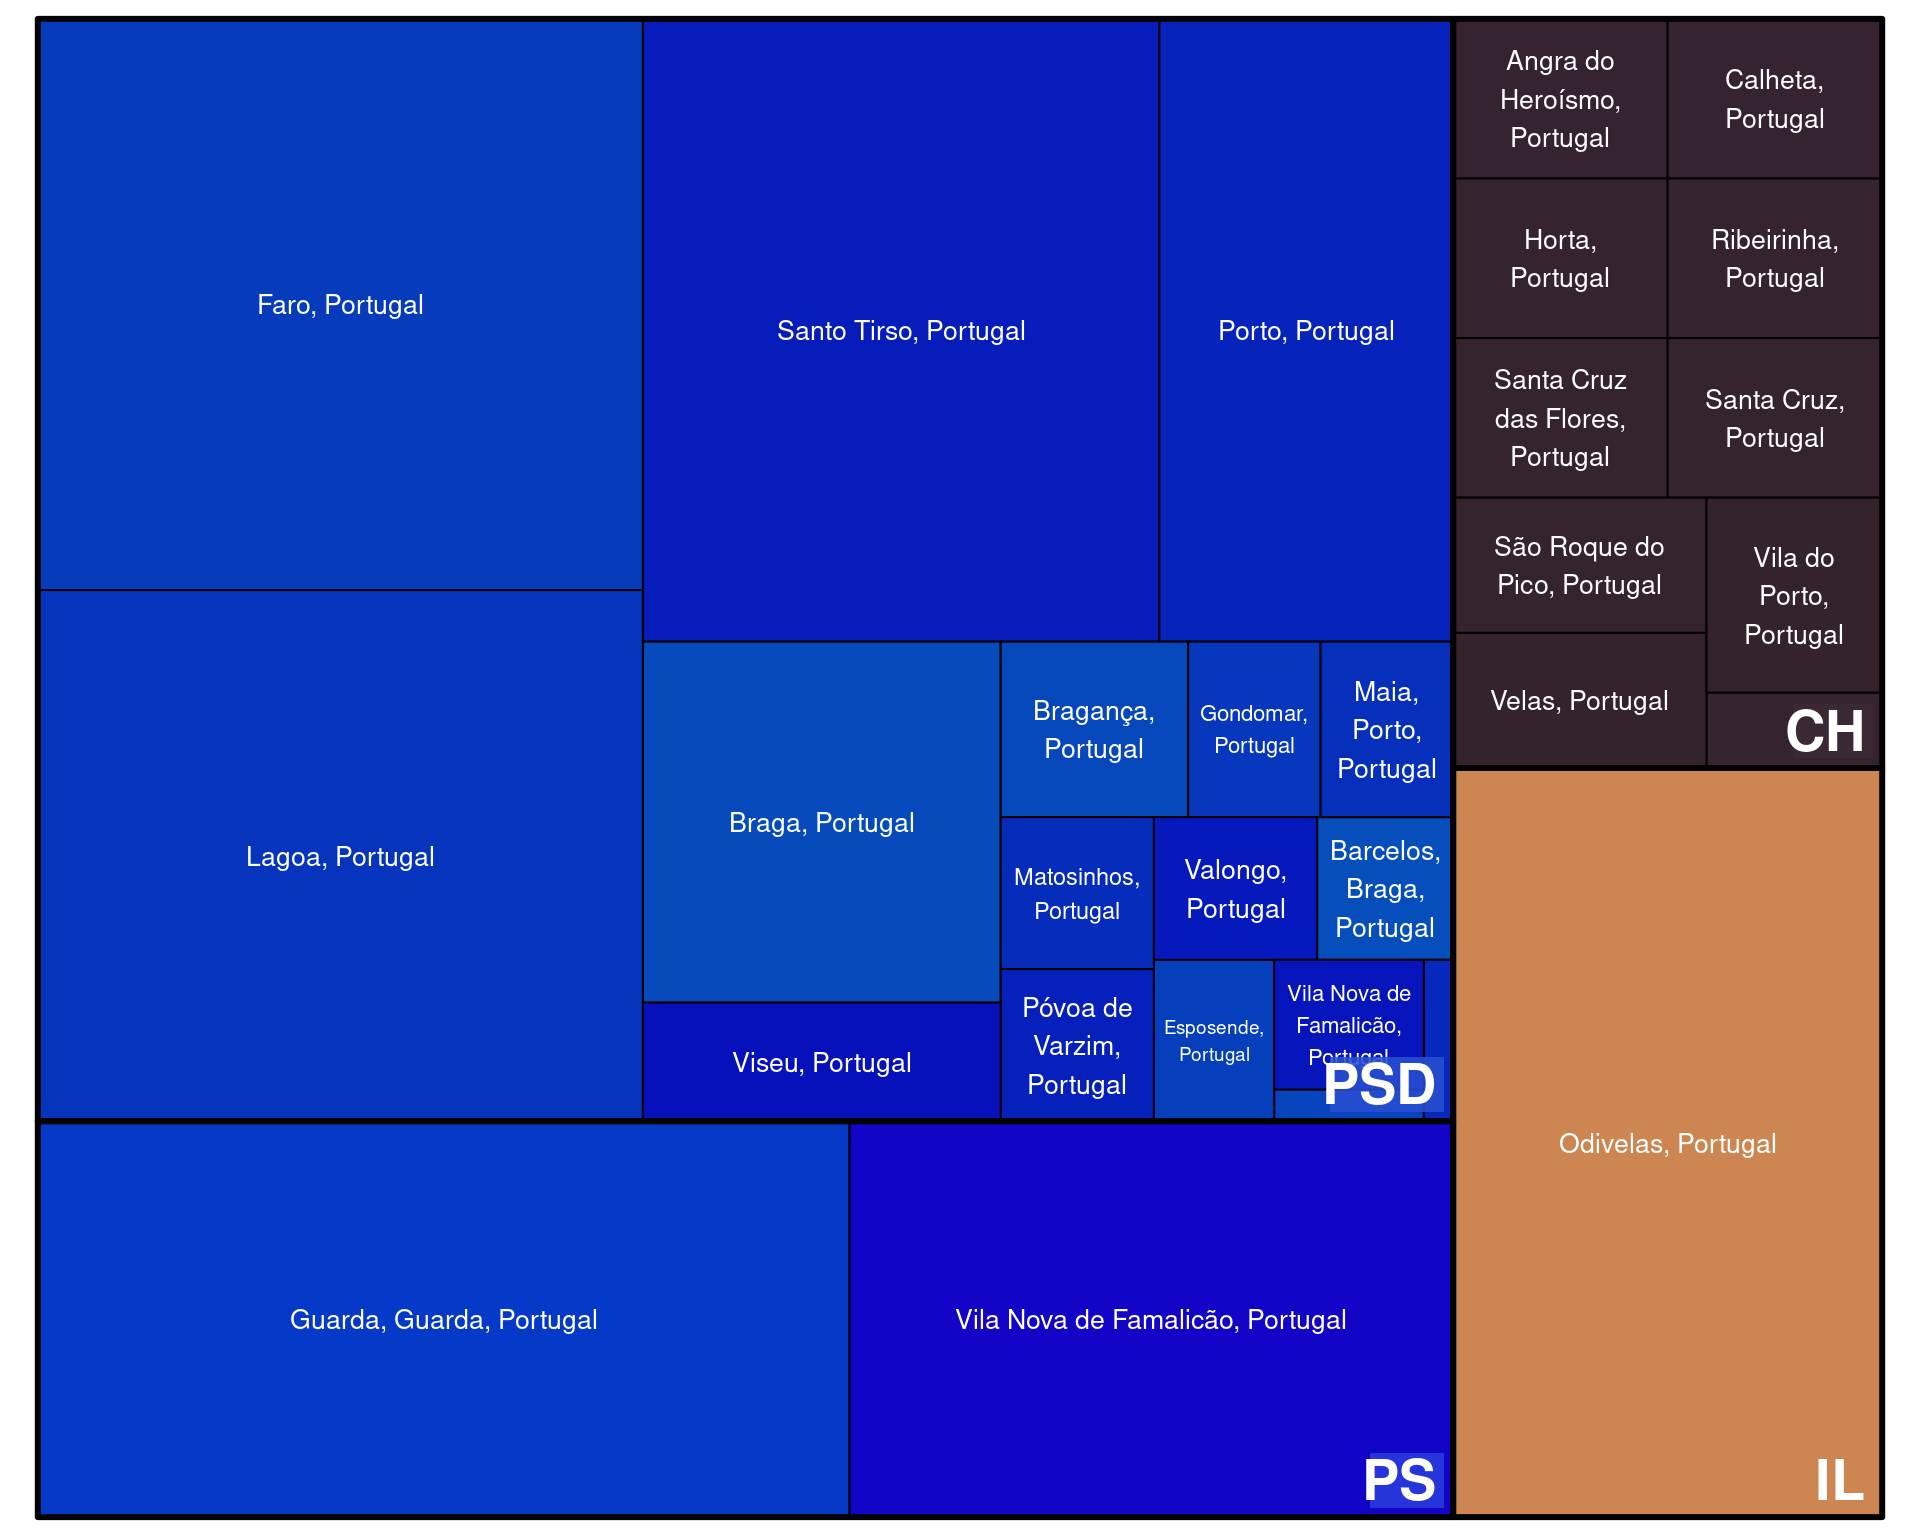 Faro, Portugal
Lagoa, Portugal
Santo Tirso, Portugal
Porto, Portugal
Braga, Portugal
Viseu, Portugal
Bragança,
Portugal
Gondomar,
Portugal
Maia,
Porto,
Portugal
Matosinhos,
Portugal
Valongo,
Portugal
Barcelos,
Braga,
Portugal
Póvoa de
Varzim,
Portugal
Esposende,
Portugal
Vila Nova de
Famalicão,
Portugal
PSD
Guarda, Guarda, Portugal
Vila Nova de Famalicão, Portugal
PS
Angra do
Heroísmo,
Portugal
Calheta,
Portugal
Horta,
Portugal
Ribeirinha,
Portugal
Santa Cruz
das Flores,
Portugal
Santa Cruz,
Portugal
São Roque do
Pico, Portugal
Vila do
Porto,
Portugal
Velas, Portugal
CH
Odivelas, Portugal
IL